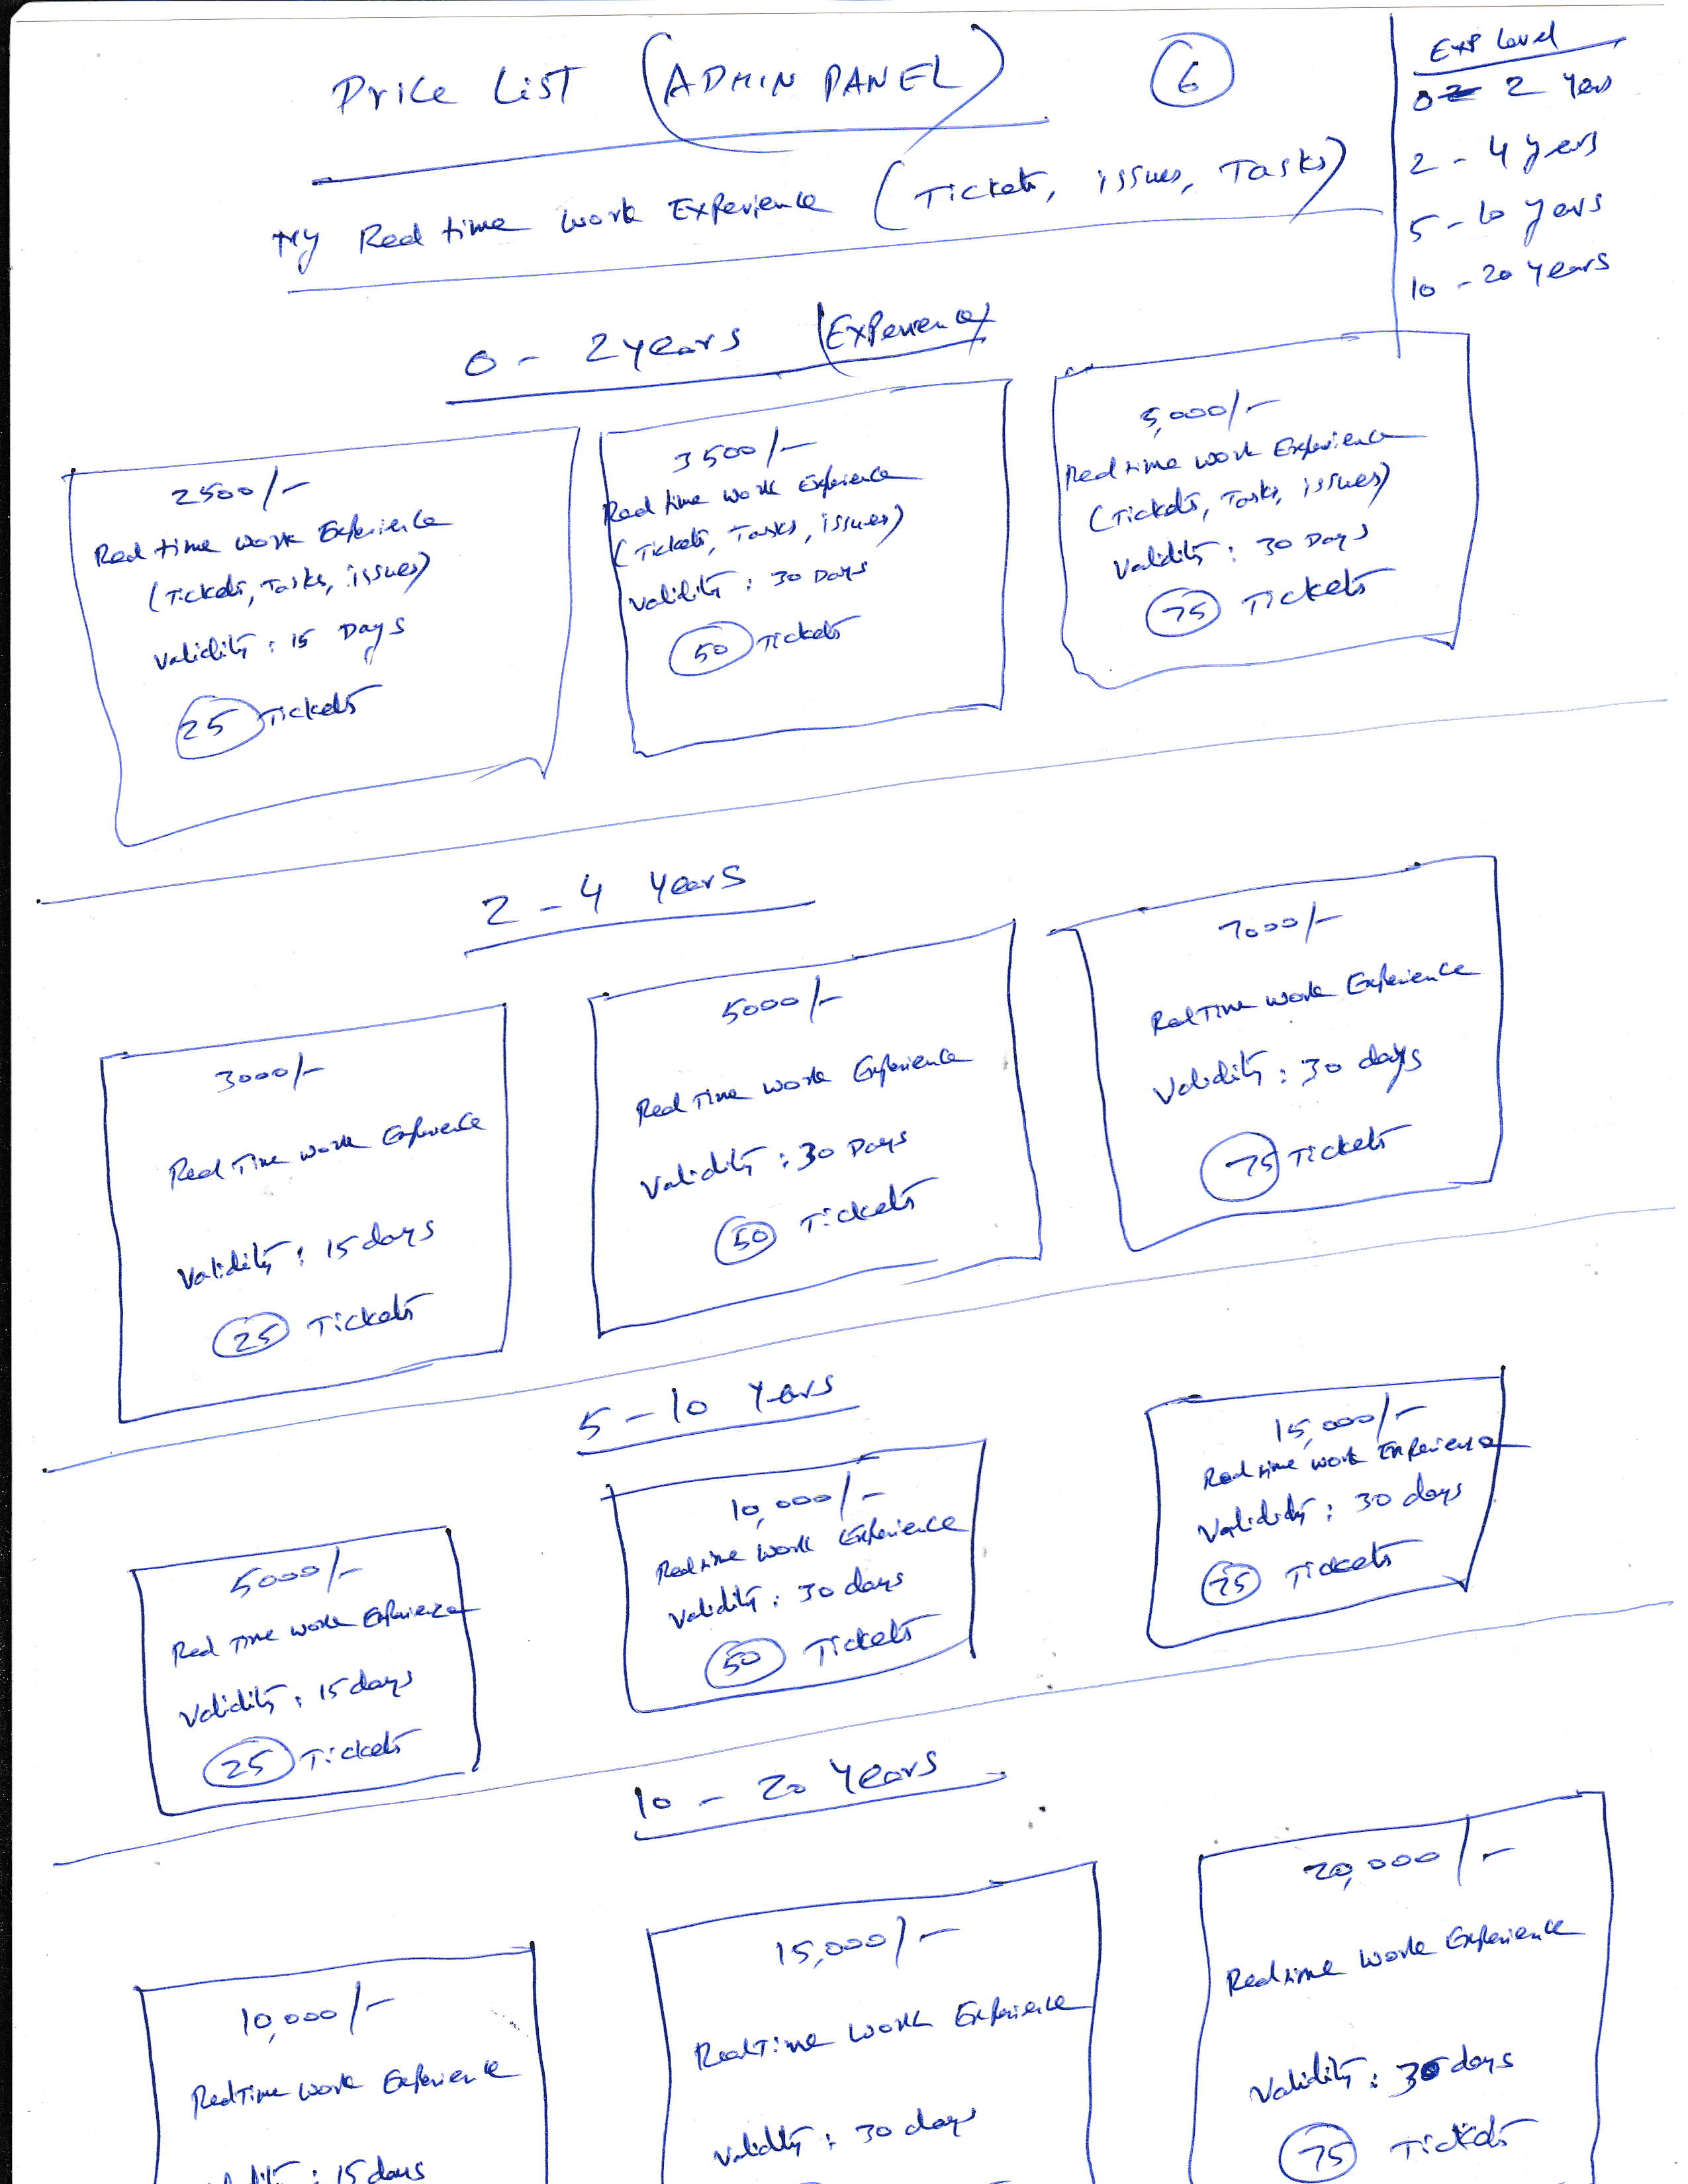 Price List (ADMIN PANEL)
6
Exp Level
0 - 2 Years
2 - 4 years
5 - 10 years
10 - 20 years
My Real time work Experience (Tickets, issues, Tasks)
0 - 2 years (Experience)
2500/-
Real time work Experience
(Tickets, Tasks, issues)
Validity : 15 Days
25 Tickets
3500/-
Real time work Experience
(Tickets, Tasks, issues)
Validity : 30 Days
50 Tickets
5,000/-
Real time work Experience
(Tickets, Tasks, issues)
Validity : 30 Days
75 Tickets
2 - 4 Years
3000/-
Real Time work Experience
Validity : 15 days
25 Tickets
5000/-
Real Time work Experience
Validity : 30 Days
50 Tickets
7000/-
Real Time work Experience
Validity : 30 days
75 Tickets
5 - 10 Years
5000/-
Real Time work Experience
Validity : 15 days
25 Tickets
10,000/-
Real time work Experience
Validity : 30 days
50 Tickets
15,000/-
Real time work Experience
Validity : 30 days
75 Tickets
10 - 20 Years
10,000/-
Real Time work Experience
Validity : 15 days
15,000/-
Real Time work Experience
Validity : 30 days
20,000/-
Real time work Experience
Validity : 30 days
75 Tickets